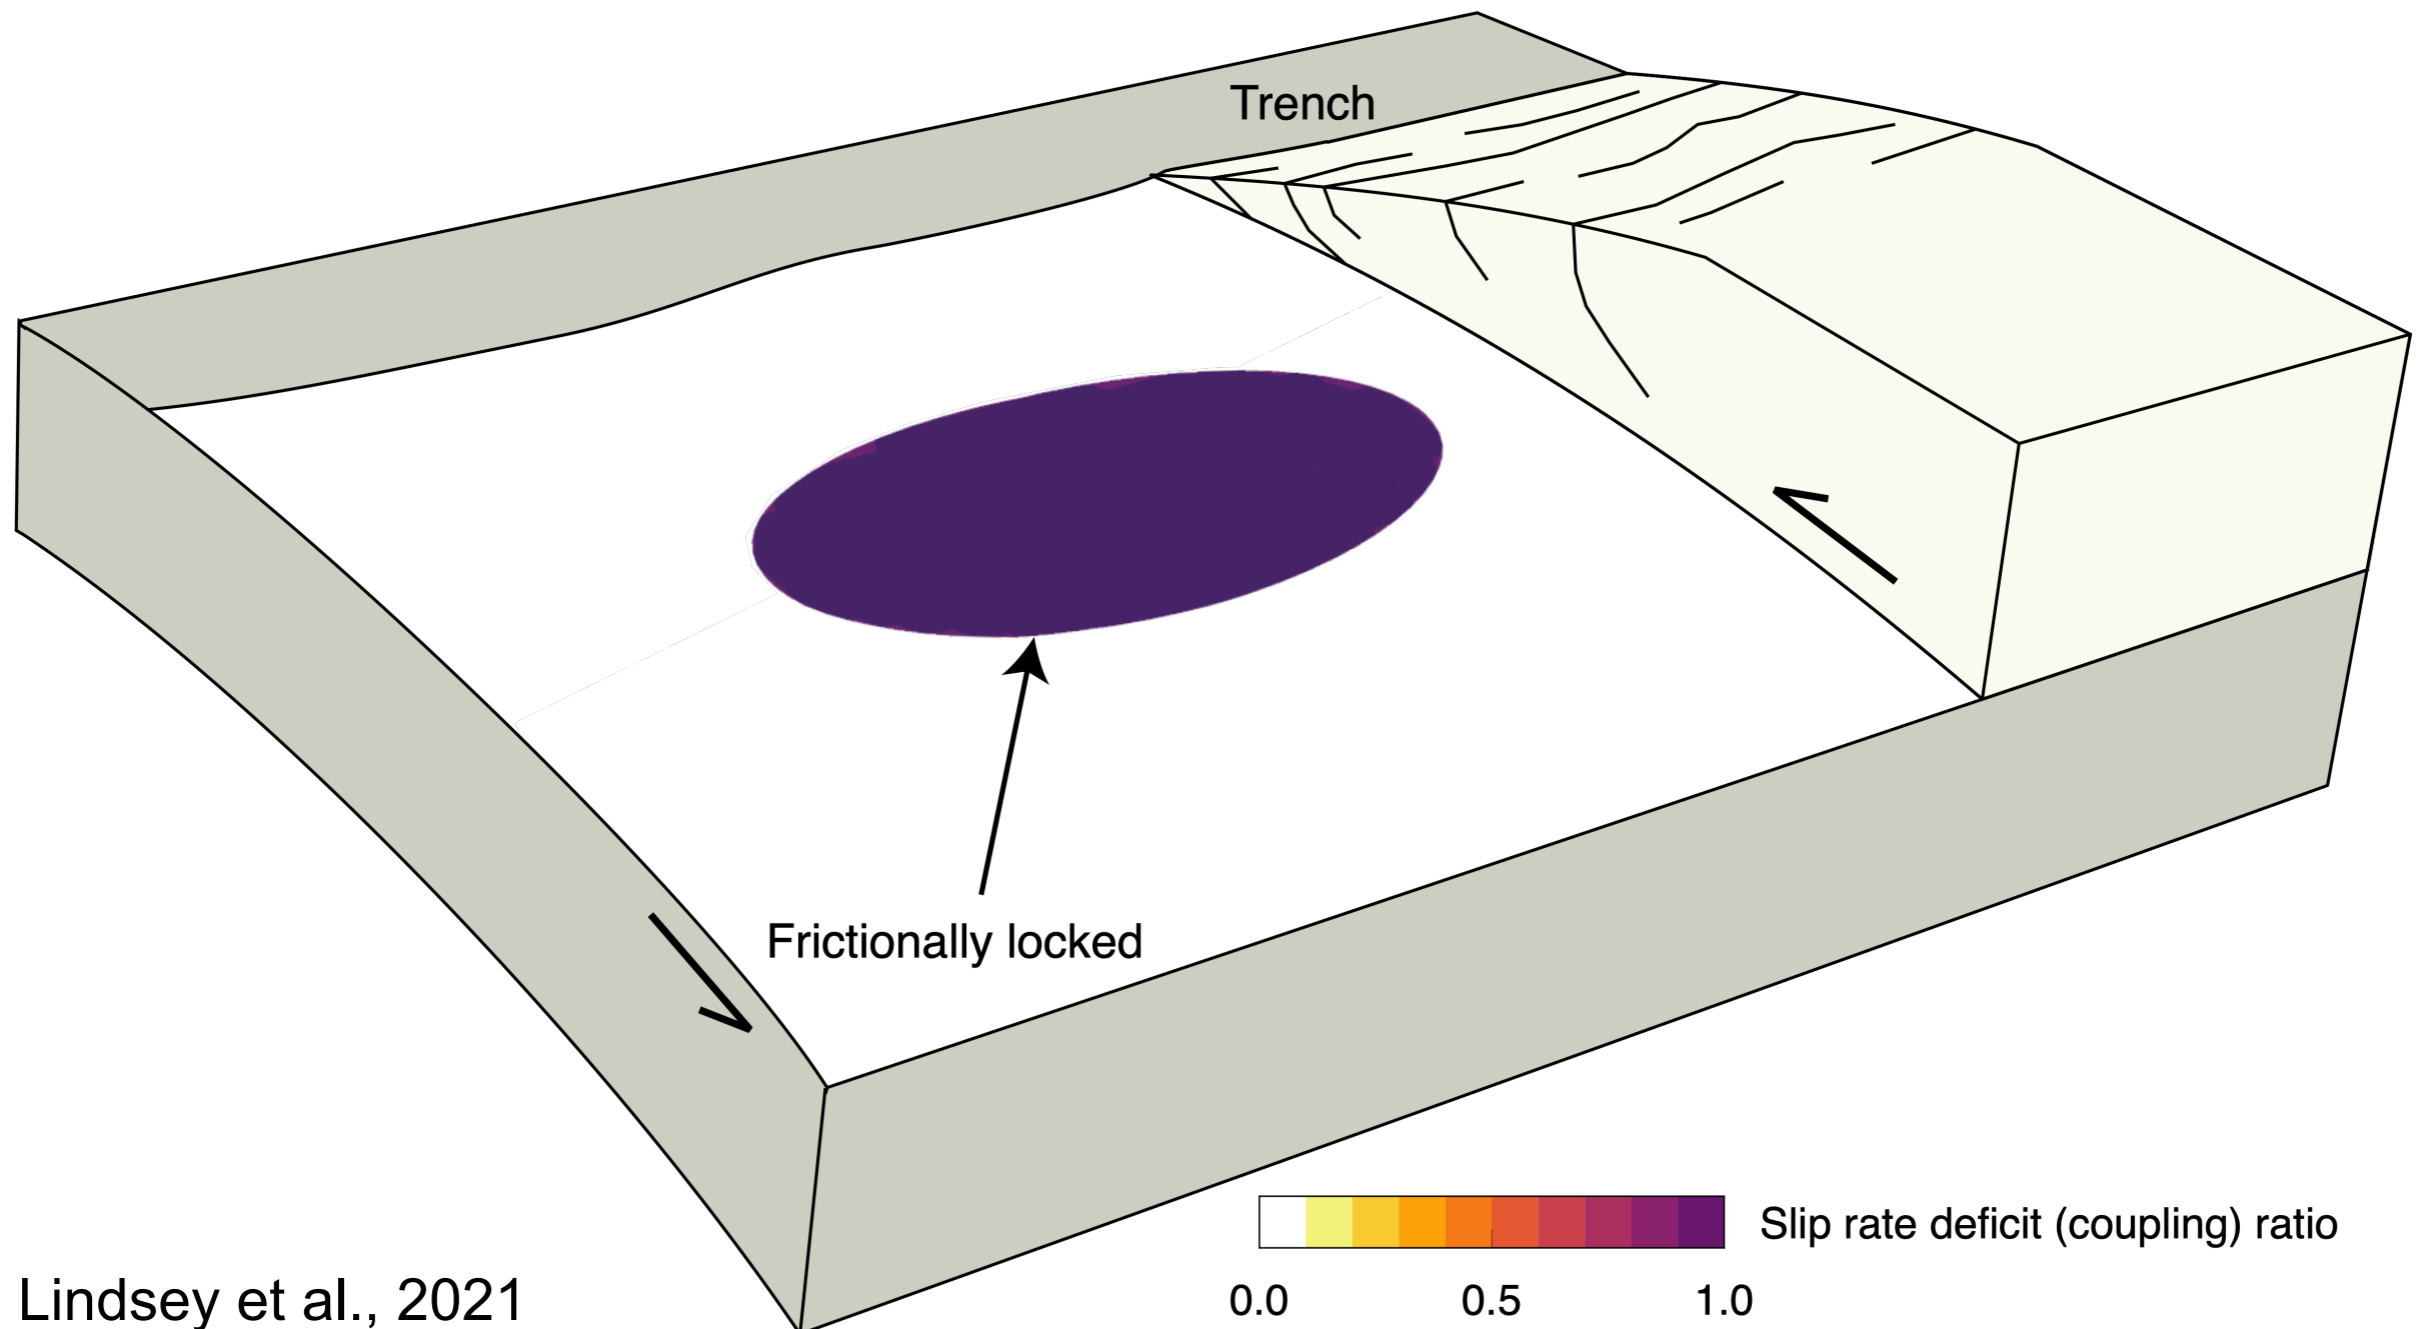 Trench
Frictionally locked
Slip rate deficit (coupling) ratio
0.0 0.5 1.0
Lindsey et al., 2021